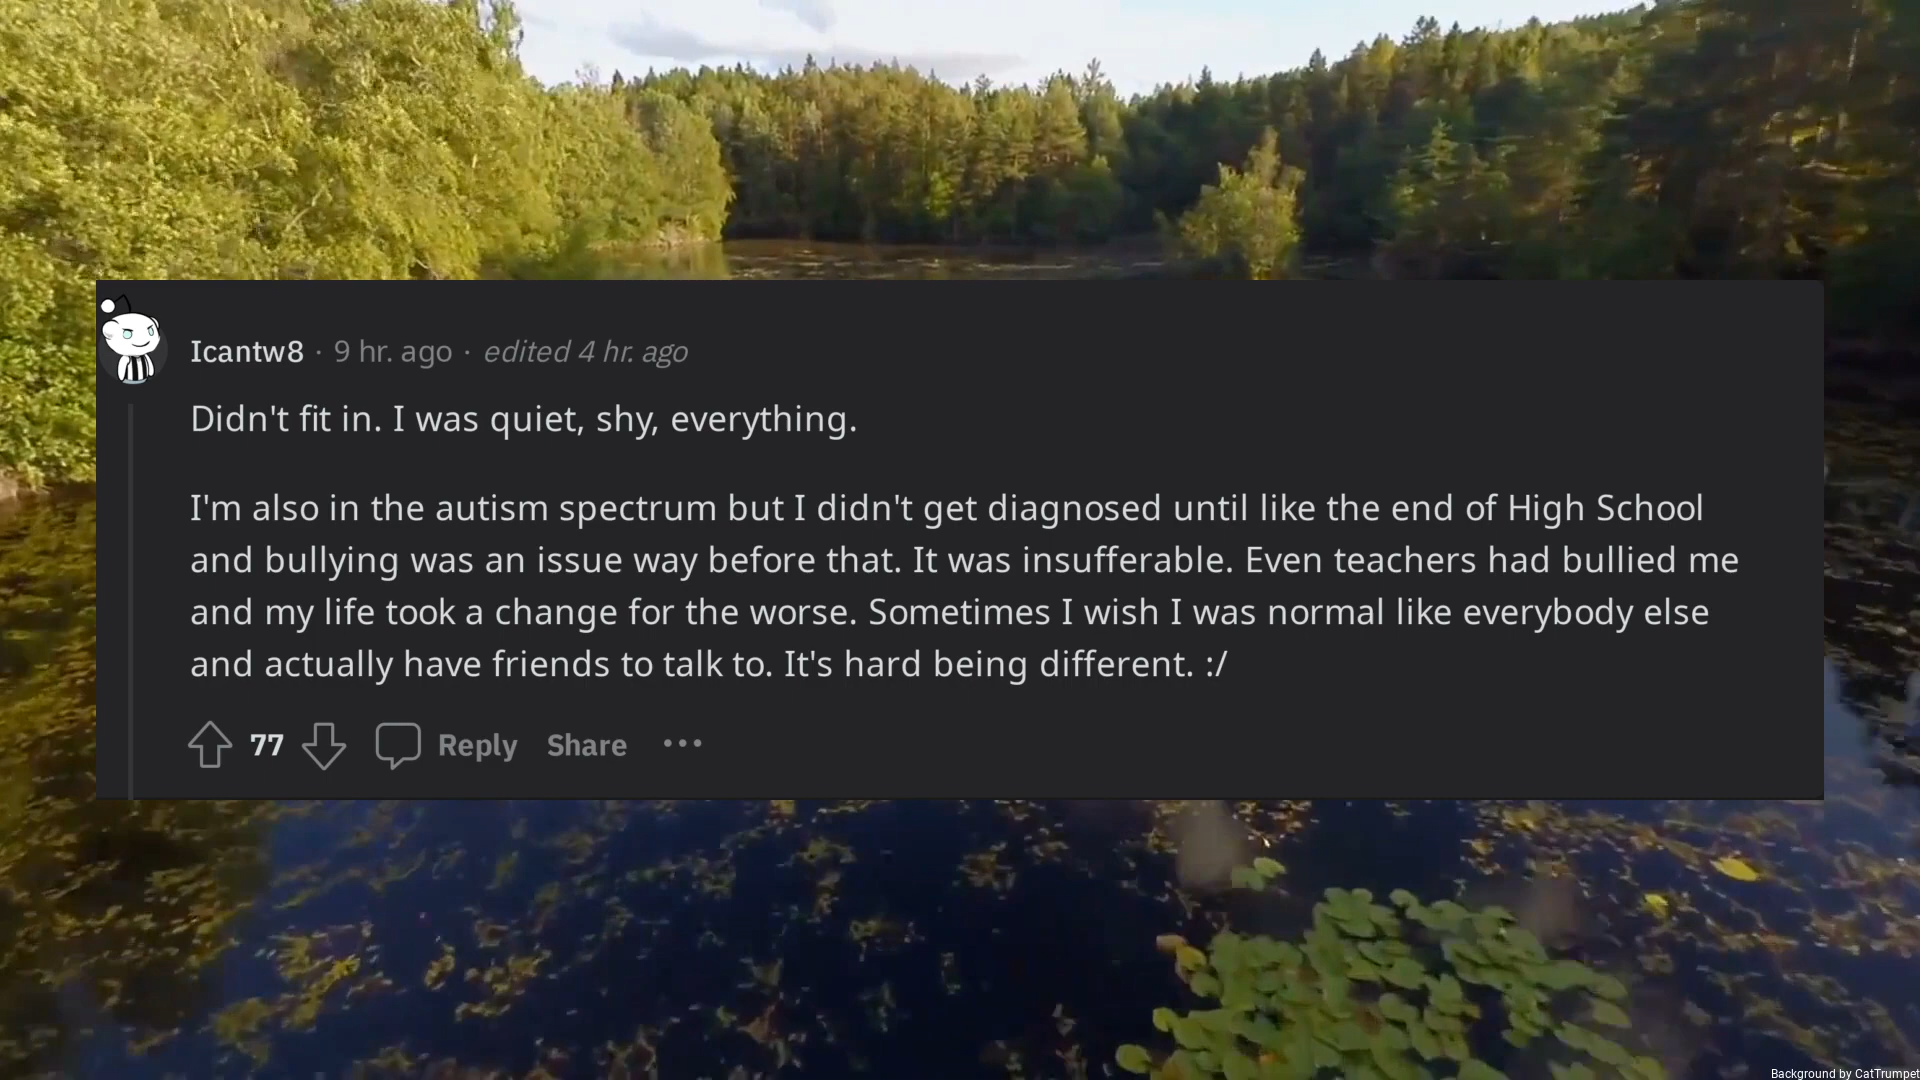 Icantw8 · 9 hr. ago · edited 4 hr. ago
Didn't fit in. I was quiet, shy, everything.
I'm also in the autism spectrum but I didn't get diagnosed until like the end of High School
and bullying was an issue way before that. It was insufferable. Even teachers had bullied me
and my life took a change for the worse. Sometimes I wish I was normal like everybody else
and actually have friends to talk to. It's hard being different. :/
77 Reply Share ...
Background by CatTrumpet